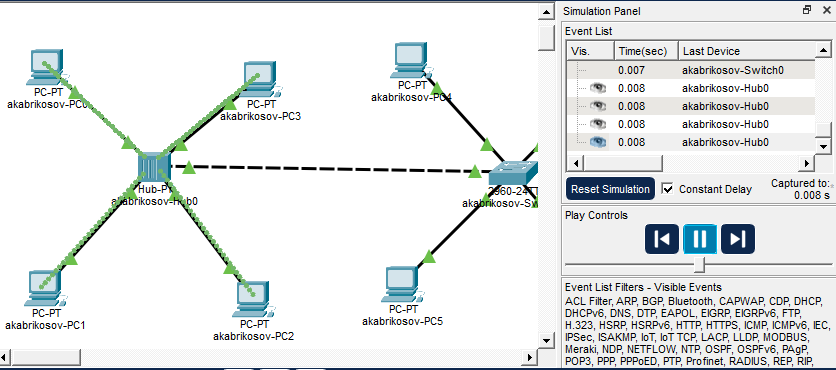 PC-PT
akabrikosov-PC0
PC-PT
akabrikosov-PC3
PC-PT
akabrikosov-PC4
Hub-PT
akabrikosov-Hub0
2960-24TT
akabrikosov-Sw
PC-PT
akabrikosov-PC1
PC-PT
akabrikosov-PC2
PC-PT
akabrikosov-PC5
Simulation Panel
Event List
Vis. Time(sec) Last Device
0.007 akabrikosov-Switch0
0.008 akabrikosov-Hub0
0.008 akabrikosov-Hub0
0.008 akabrikosov-Hub0
0.008 akabrikosov-Hub0
Reset Simulation Constant Delay Captured to:
0.008 s
Play Controls
Event List Filters - Visible Events
ACL Filter, ARP, BGP, Bluetooth, CAPWAP, CDP, DHCP,
DHCPv6, DNS, DTP, EAPOL, EIGRP, EIGRPv6, FTP,
H.323, HSRP, HSRPv6, HTTP, HTTPS, ICMP, ICMPv6, IEC,
IPSec, ISAKMP, IoT, IoT TCP, LACP, LLDP, MODBUS,
Meraki, NDP, NETFLOW, NTP, OSPF, OSPFv6, PAgP,
POP3, PPP, PPPoED, PTP, Profinet, RADIUS, REP, RIP,